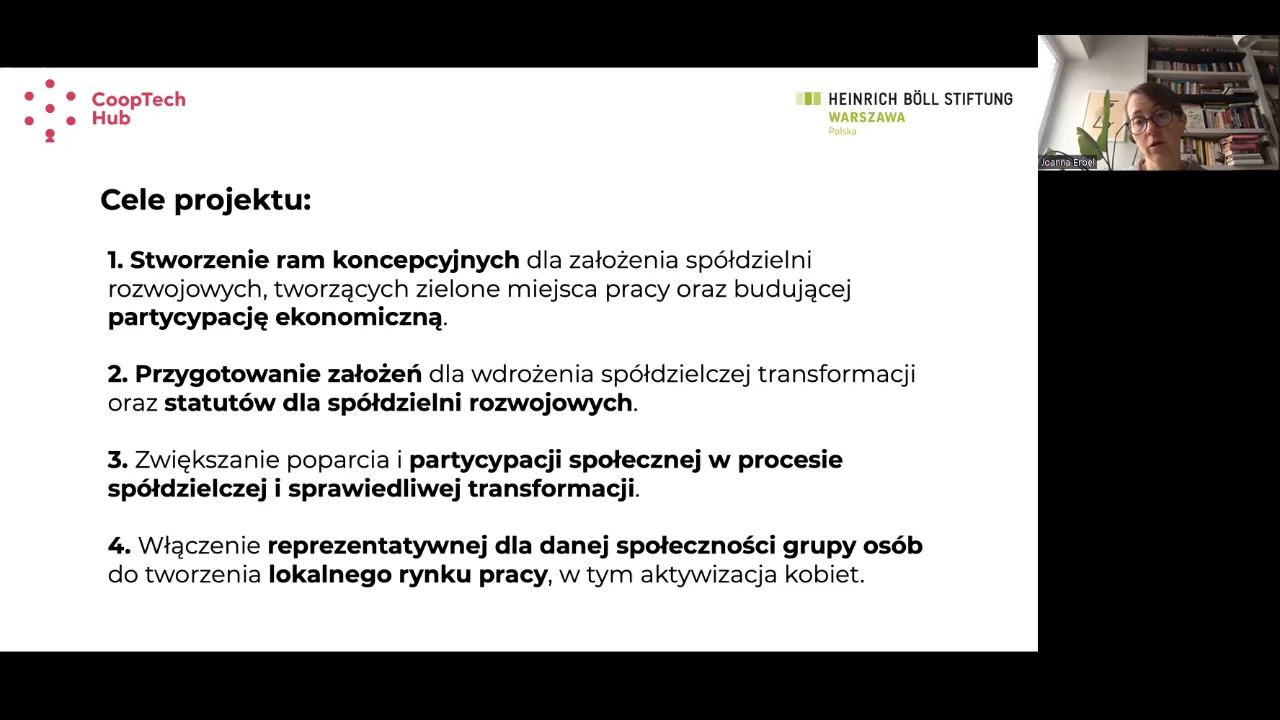 CoopTech
Hub
HEINRICH BÖLL STIFTUNG
WARSZAWA
Polska
Joanna Erbel
Cele projektu:
1. Stworzenie ram koncepcyjnych dla założenia spółdzielni
rozwojowych, tworzących zielone miejsca pracy oraz budującej
partycypację ekonomiczną.
2. Przygotowanie założeń dla wdrożenia spółdzielczej transformacji
oraz statutów dla spółdzielni rozwojowych.
3. Zwiększanie poparcia i partycypacji społecznej w procesie
spółdzielczej i sprawiedliwej transformacji.
4. Włączenie reprezentatywnej dla danej społeczności grupy osób
do tworzenia lokalnego rynku pracy, w tym aktywizacja kobiet.